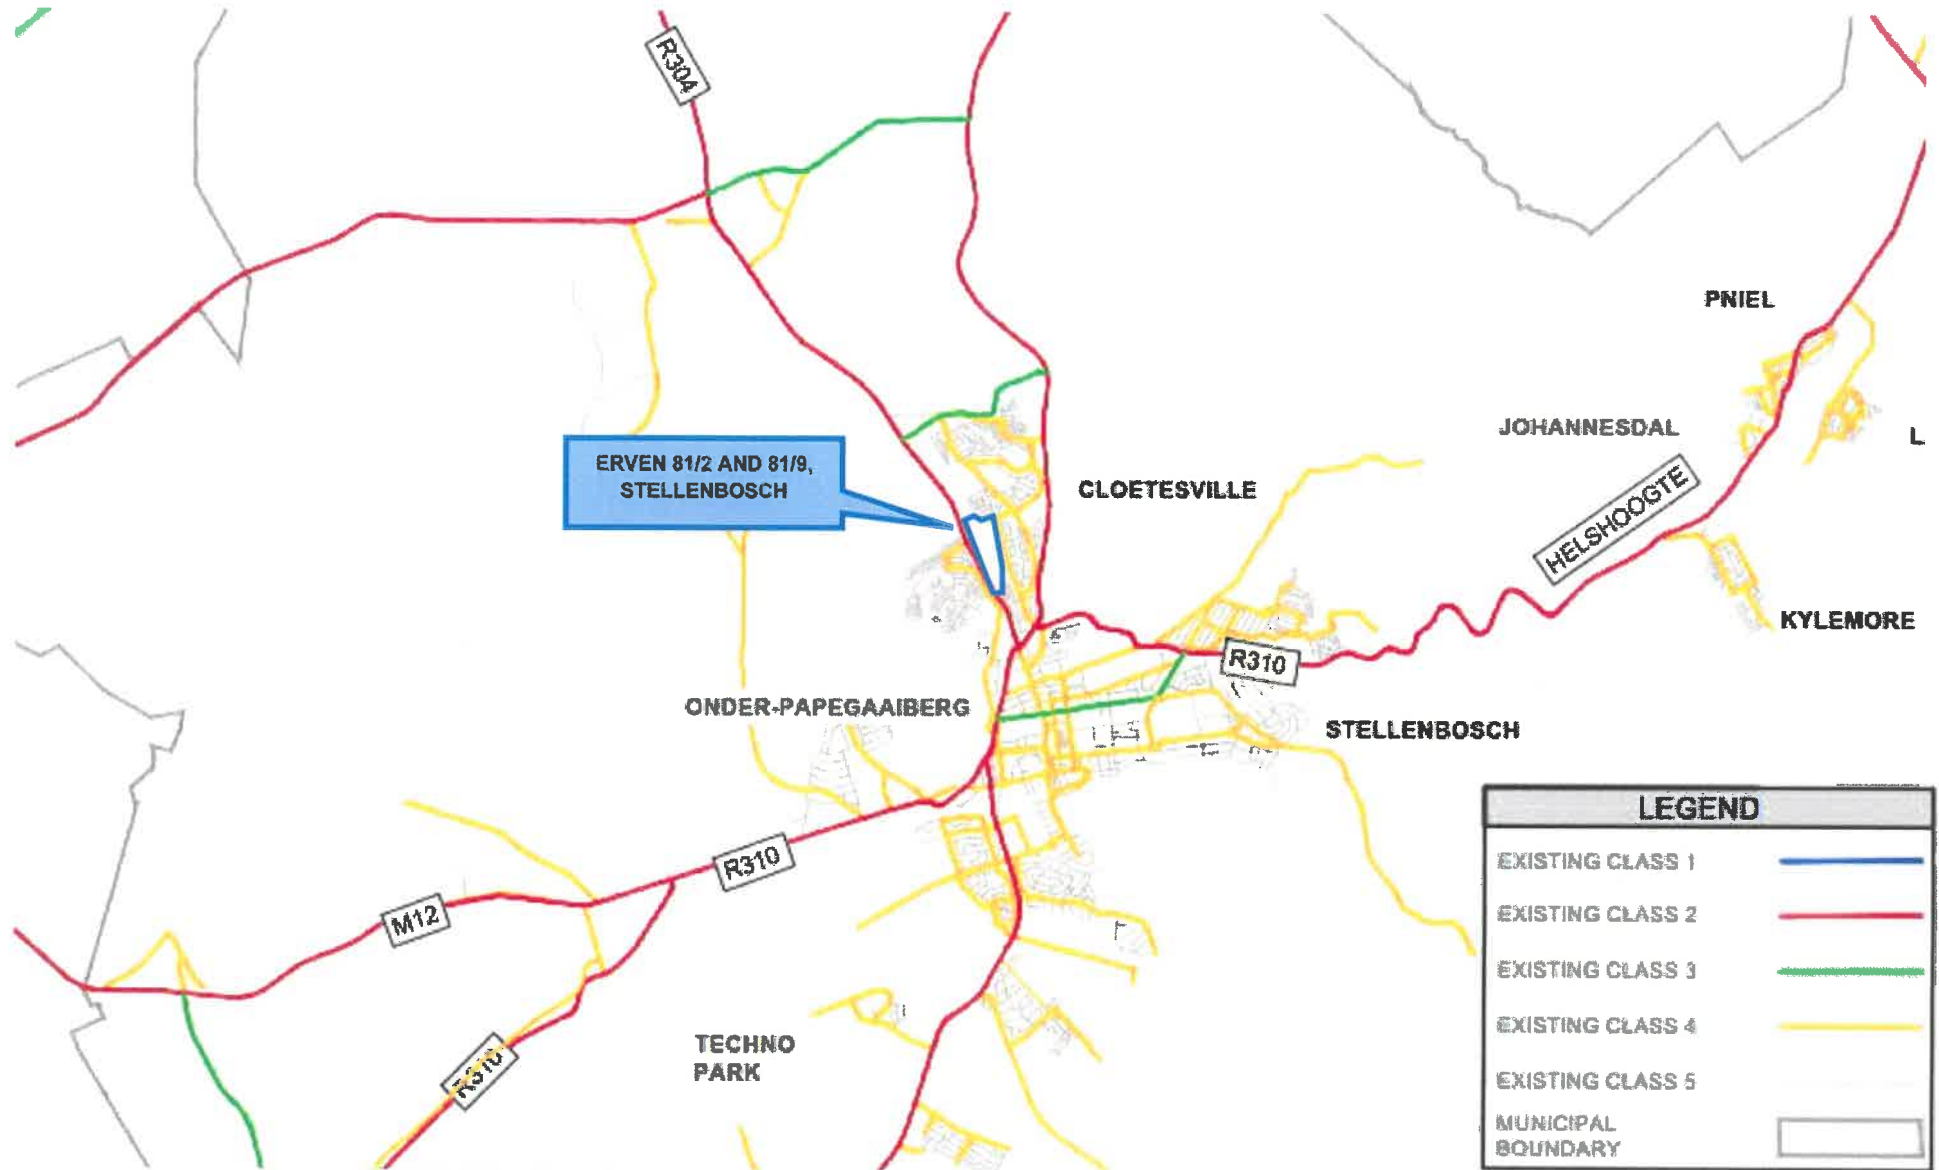 R304
PNIEL
JOHANNESDAL
L
ERVEN 81/2 AND 81/9,
STELLENBOSCH
CLOETESVILLE
HELSHOOGTE
KYLEMORE
R310
ONDER-PAPEGAAIBERG
STELLENBOSCH
R310
M12
R310
TECHNO
PARK
LEGEND
EXISTING CLASS 1
EXISTING CLASS 2
EXISTING CLASS 3
EXISTING CLASS 4
EXISTING CLASS 5
MUNICIPAL
BOUNDARY